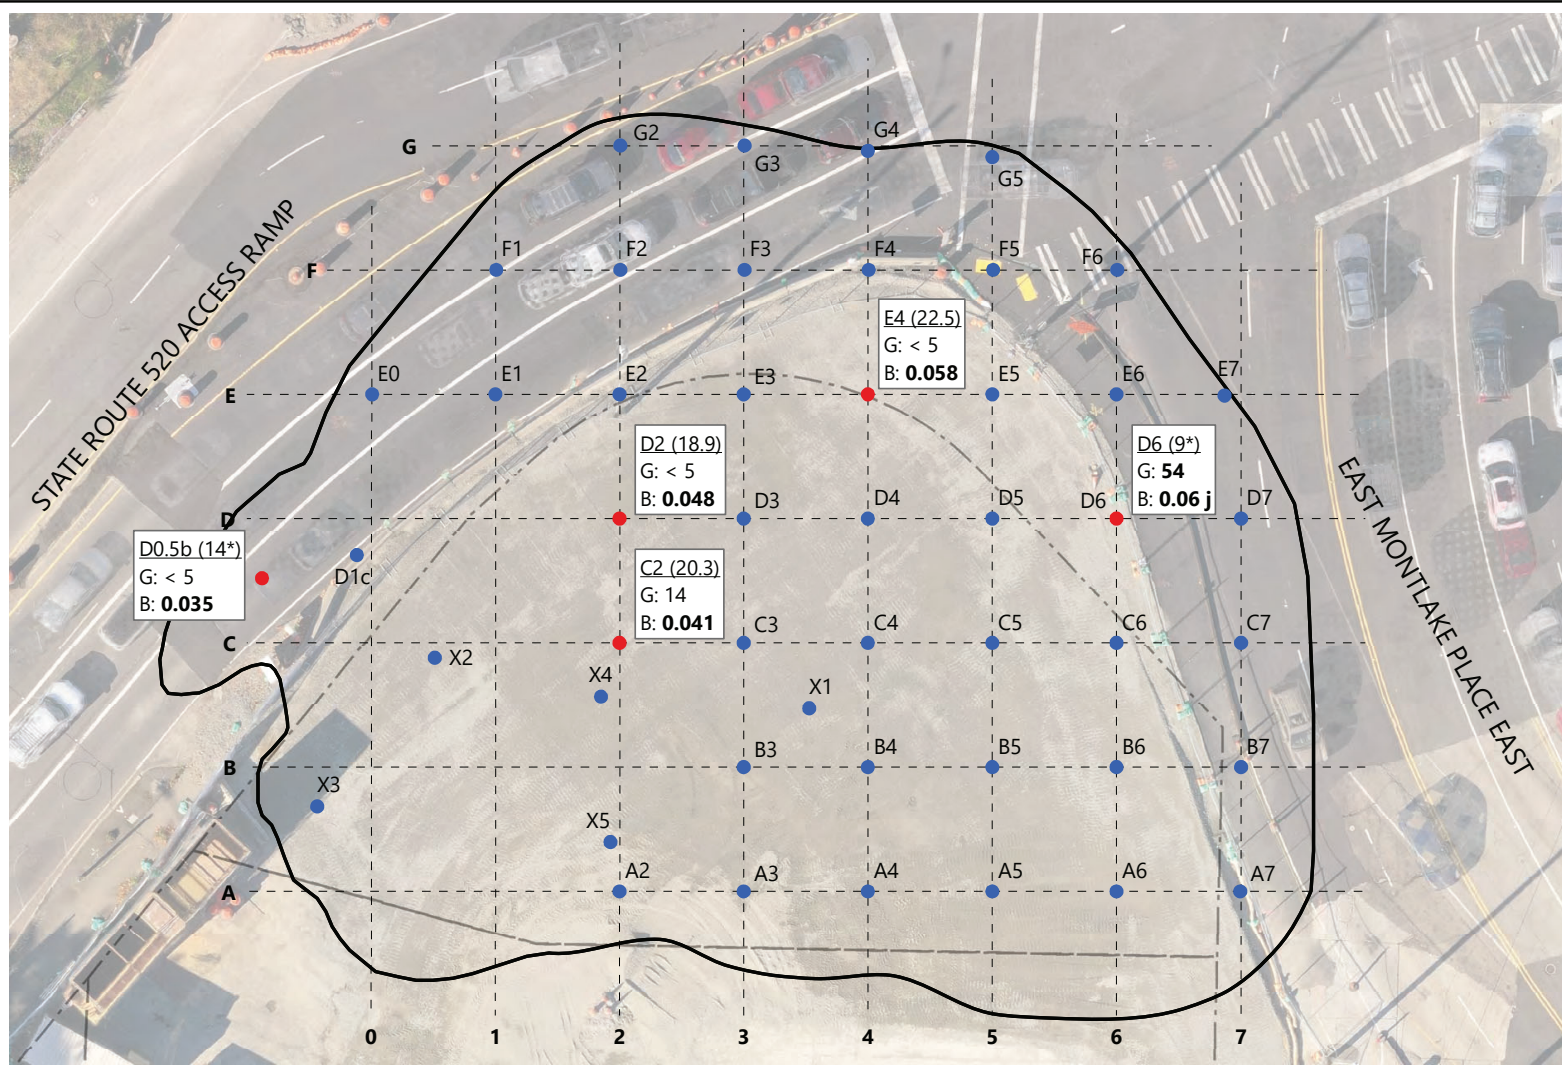 G
G2
G3
G4
G5
STATE ROUTE 520 ACCESS RAMP
F
F1
F2
F3
F4
F5
F6
E4 (22.5)
G: < 5
B: 0.058
E
E0
E1
E2
E3
E5
E6
E7
D2 (18.9)
G: < 5
B: 0.048
D6 (9*)
G: 54
B: 0.06 j
D
D3
D4
D5
D6
D7
EAST MONTLAKE PLACE EAST
D0.5b (14*)
G: < 5
B: 0.035
D1c
C2 (20.3)
G: 14
B: 0.041
C
C3
C4
C5
C6
C7
X2
X4
X1
B
B3
B4
B5
B6
B7
X3
X5
A
A2
A3
A4
A5
A6
A7
0 1 2 3 4 5 6 7